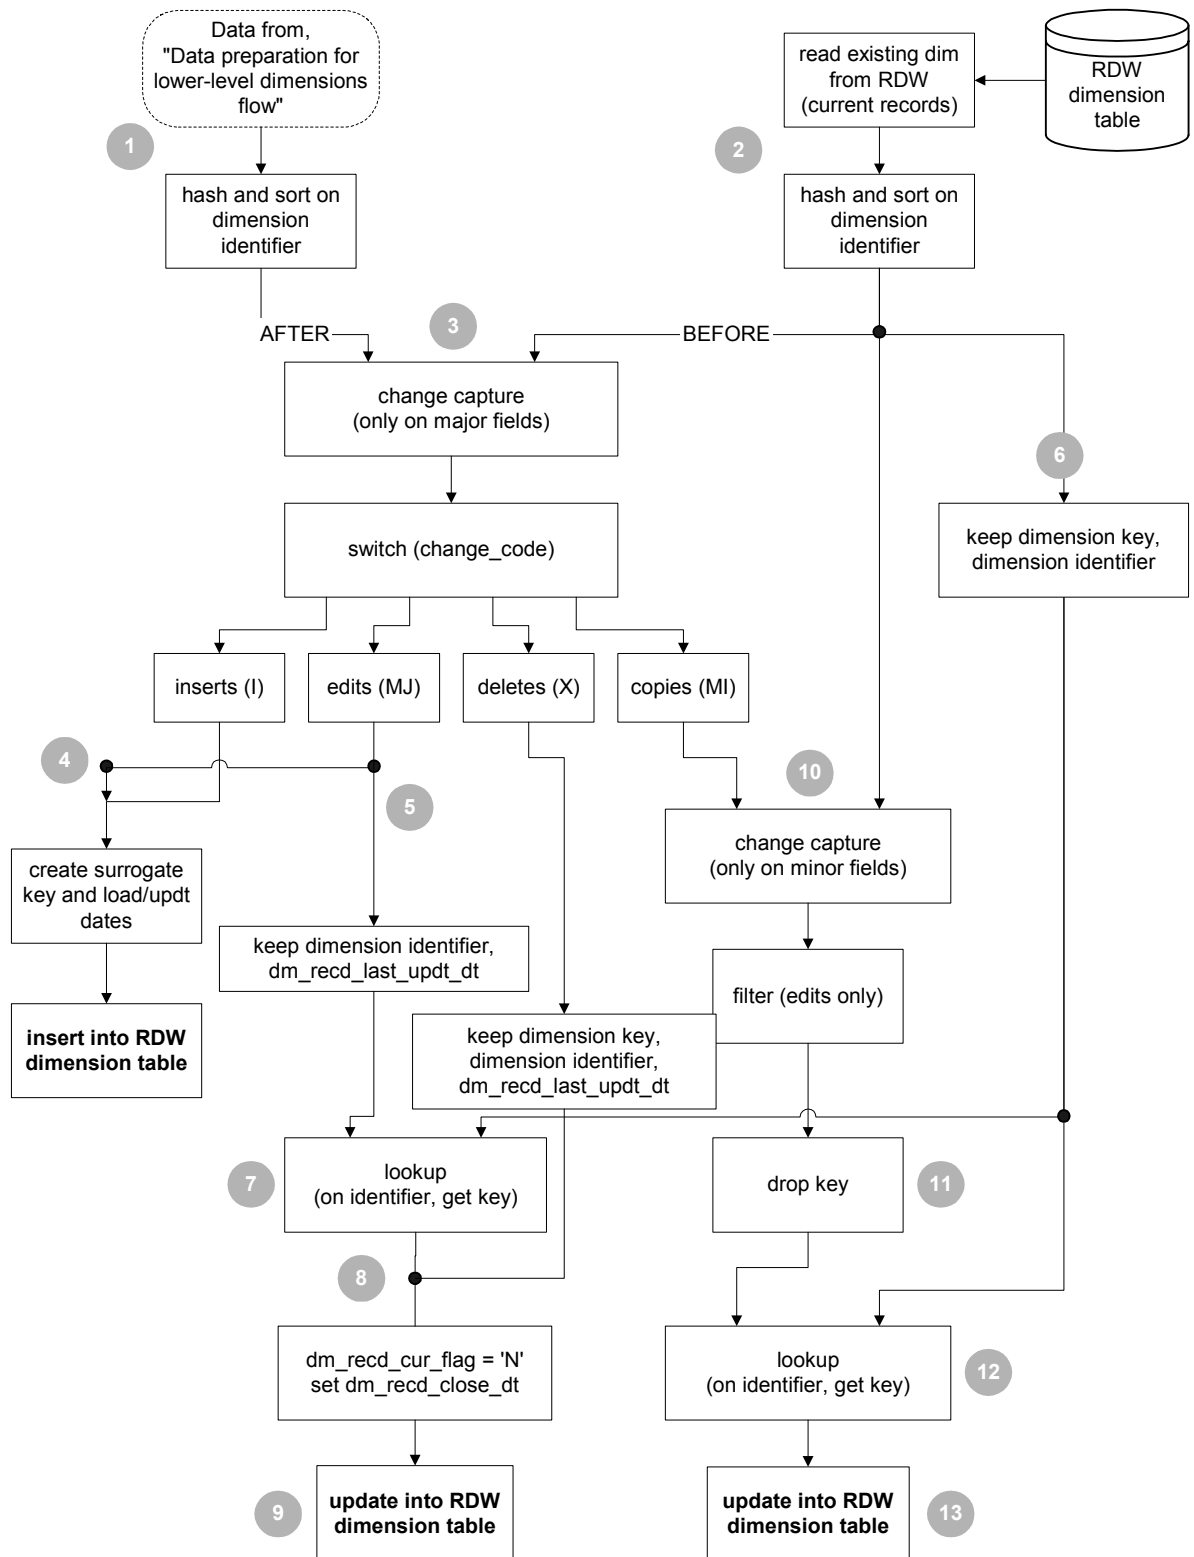 Data from,
"Data preparation for
lower-level dimensions
flow"
read existing dim
from RDW
(current records)
RDW
dimension
table
1
2
hash and sort on
dimension
identifier
hash and sort on
dimension
identifier
AFTER
3
BEFORE
change capture
(only on major fields)
6
switch (change_code)
keep dimension key,
dimension identifier
inserts (I)
edits (MJ)
deletes (X)
copies (MI)
4
5
10
create surrogate
key and load/updt
dates
change capture
(only on minor fields)
keep dimension identifier,
dm_recd_last_updt_dt
filter (edits only)
insert into RDW
dimension table
keep dimension key,
dimension identifier,
dm_recd_last_updt_dt
7
lookup
(on identifier, get key)
drop key
11
8
dm_recd_cur_flag = 'N'
set dm_recd_close_dt
lookup
(on identifier, get key)
12
9
update into RDW
dimension table
update into RDW
dimension table
13